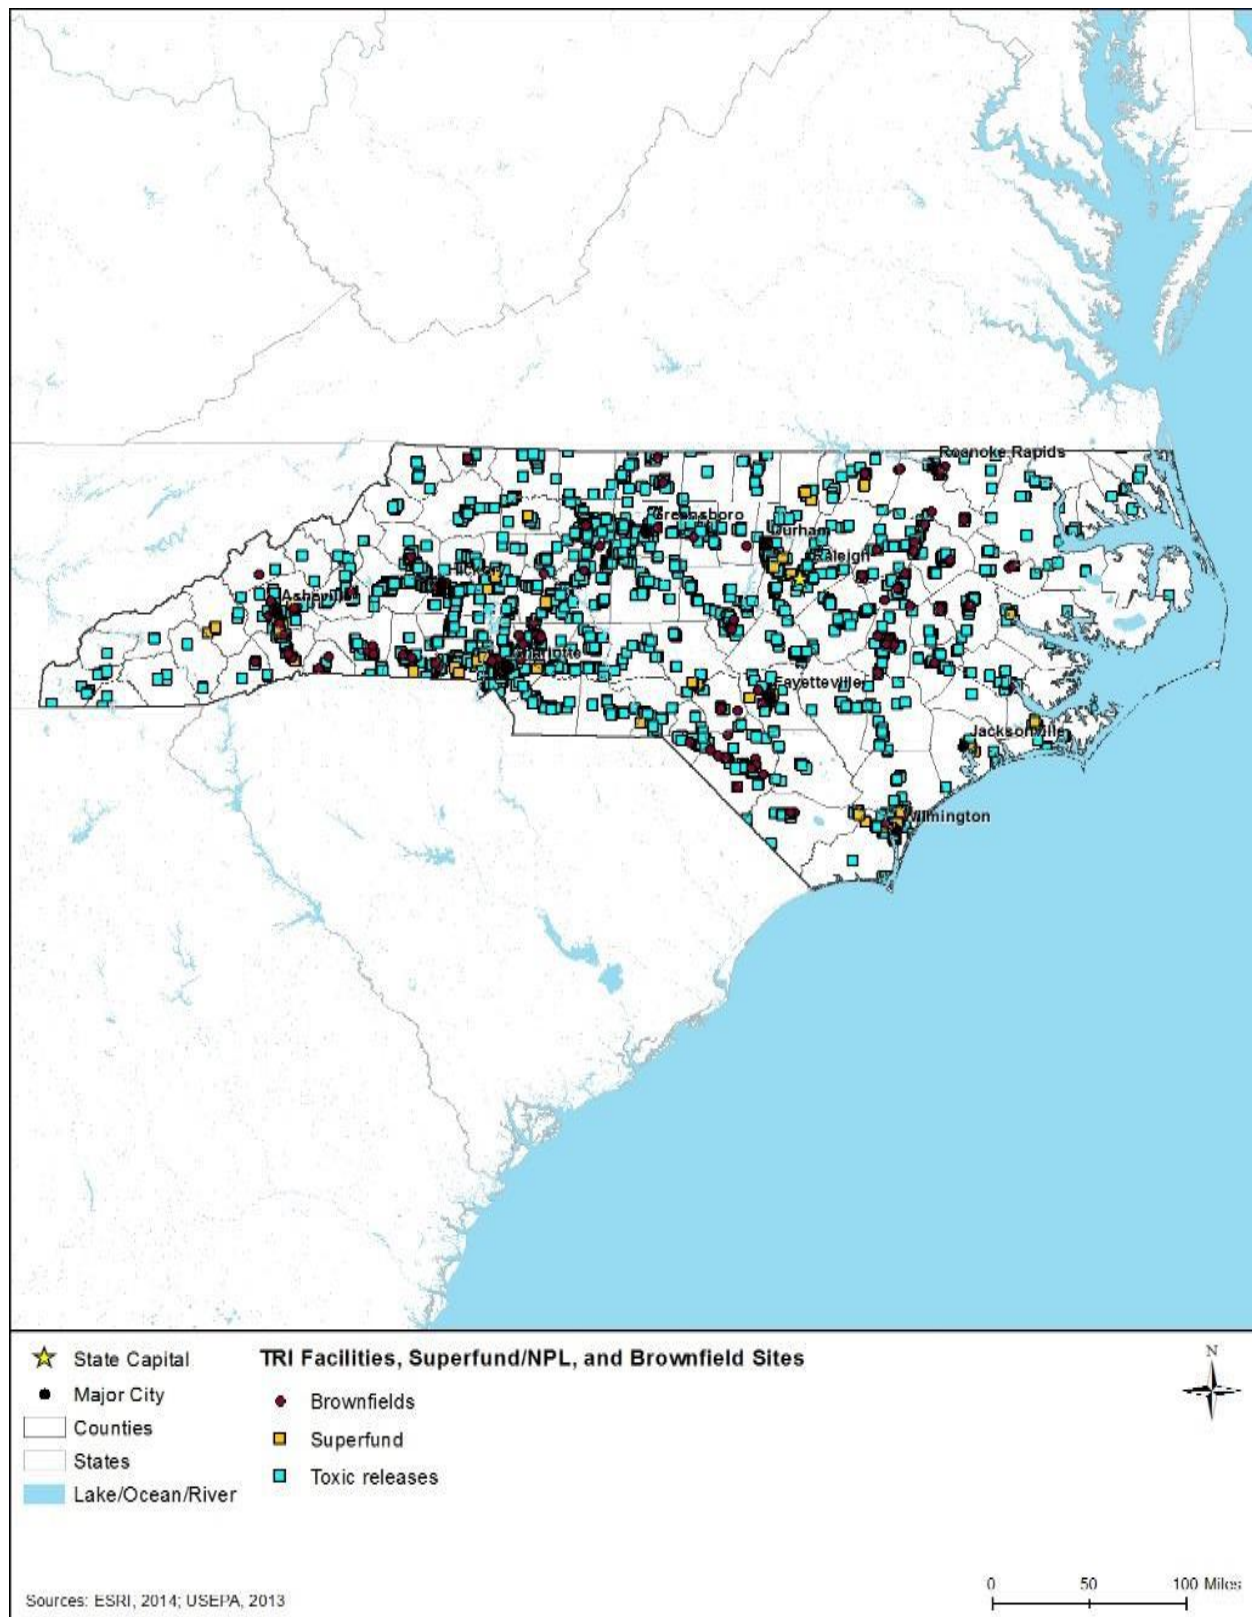 Roanoke Rapids
Greensboro
Durham
Raleigh
Hickory
Asheville
Charlotte
Fayetteville
Jacksonville
Wilmington
State Capital
Major City
Counties
States
Lake/Ocean/River
TRI Facilities, Superfund/NPL, and Brownfield Sites
Brownfields
Superfund
Toxic releases
N
Sources: ESRI, 2014; USEPA, 2013
0 50 100 Miles